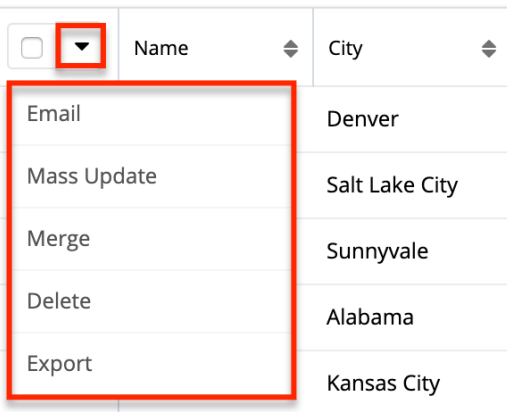 Name
City
Email
Denver
Mass Update
Salt Lake City
Merge
Sunnyvale
Delete
Alabama
Export
Kansas City